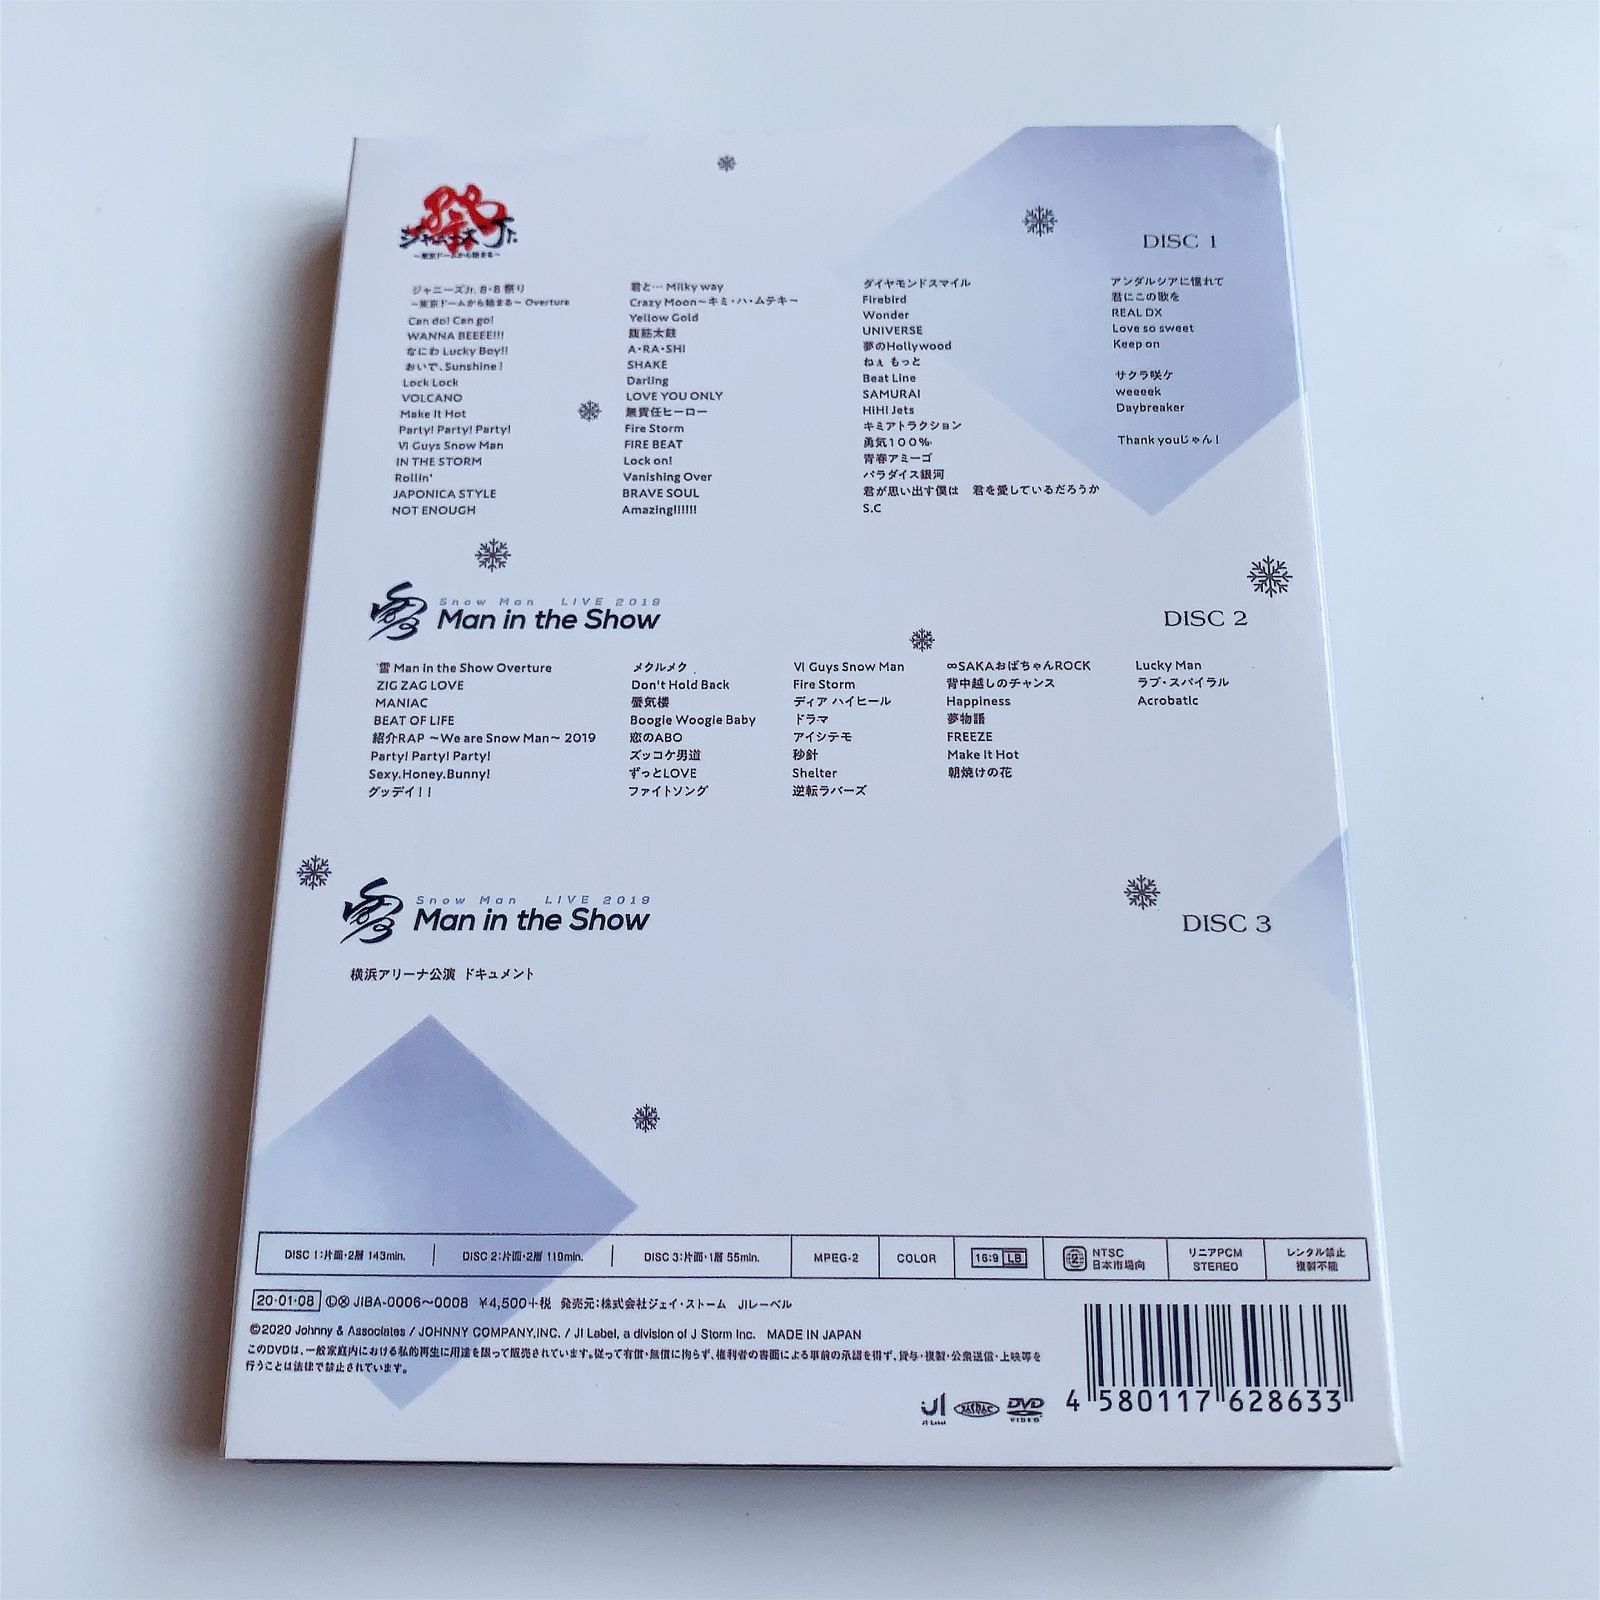 祭
ジャニーズJr.
～東京ドームから始まる～
DISC 1
ジャニーズJr. 8・8 祭り
～東京ドームから始まる～ Overture
Can do! Can go!
WANNA BEEEE!!!
なにわ Lucky Boy!!
おいで、Sunshine!
Lock Lock
VOLCANO
Make It Hot
Party! Party! Party!
VI Guys Snow Man
IN THE STORM
Rollin'
JAPONICA STYLE
NOT ENOUGH
君と… Milky way
Crazy Moon～キミ・ハ・ムテキ～
Yellow Gold
腹筋太鼓
A・RA・SHI
SHAKE
Darling
LOVE YOU ONLY
無責任ヒーロー
Fire Storm
FIRE BEAT
Lock on!
Vanishing Over
BRAVE SOUL
Amazing!!!!!!
ダイヤモンドスマイル
Firebird
Wonder
UNIVERSE
夢のHollywood
ねぇ もっと
Beat Line
SAMURAI
HiHi Jets
キミアトラクション
勇気100%
青春アミーゴ
パラダイス銀河
君が思い出す僕は 君を愛しているだろうか
S.C
アンダルシアに憧れて
君にこの歌を
REAL DX
Love so sweet
Keep on
サクラ咲ケ
weeeek
Daybreaker
Thank youじゃん!
Snow Man LIVE 2019
雪 Man in the Show
DISC 2
雪 Man in the Show Overture
ZIG ZAG LOVE
MANIAC
BEAT OF LIFE
紹介RAP ～We are Snow Man～ 2019
Party! Party! Party!
Sexy.Honey.Bunny!
グッデイ!!
メクルメク
Don't Hold Back
蜃気楼
Boogie Woogie Baby
恋のABO
ズッコケ男道
ずっとLOVE
ファイトソング
VI Guys Snow Man
Fire Storm
ディア ハイヒール
ドラマ
アイシテモ
秒針
Shelter
逆転ラバーズ
∞SAKAおばちゃんROCK
背中越しのチャンス
Happiness
夢物語
FREEZE
Make It Hot
朝焼けの花
Lucky Man
ラブ・スパイラル
Acrobatic
Snow Man LIVE 2019
雪 Man in the Show
DISC 3
横浜アリーナ公演 ドキュメント
DISC 1:片面・2層 143min. DISC 2:片面・2層 119min. DISC 3:片面・1層 55min. MPEG-2 COLOR 16:9 LB 2 NTSC 日本市場向 リニアPCM STEREO レンタル禁止 複製不能
20・01・08 ⓁⓍ JIBA-0006～0008 ¥4,500+税 発売元:株式会社ジェイ・ストーム JIレーベル
©2020 Johnny & Associates / JOHNNY COMPANY,INC. / JI Label, a division of J Storm Inc. MADE IN JAPAN
このDVDは、一般家庭内における私的再生に用途を限って販売されています。従って有償・無償に拘らず、権利者の書面による事前の承認を得ず、貸与・複製・公衆送信・上映等を
行うことは法律で禁止されています。
JI JI Label JASRAC DVD VIDEO
4 580117 628633